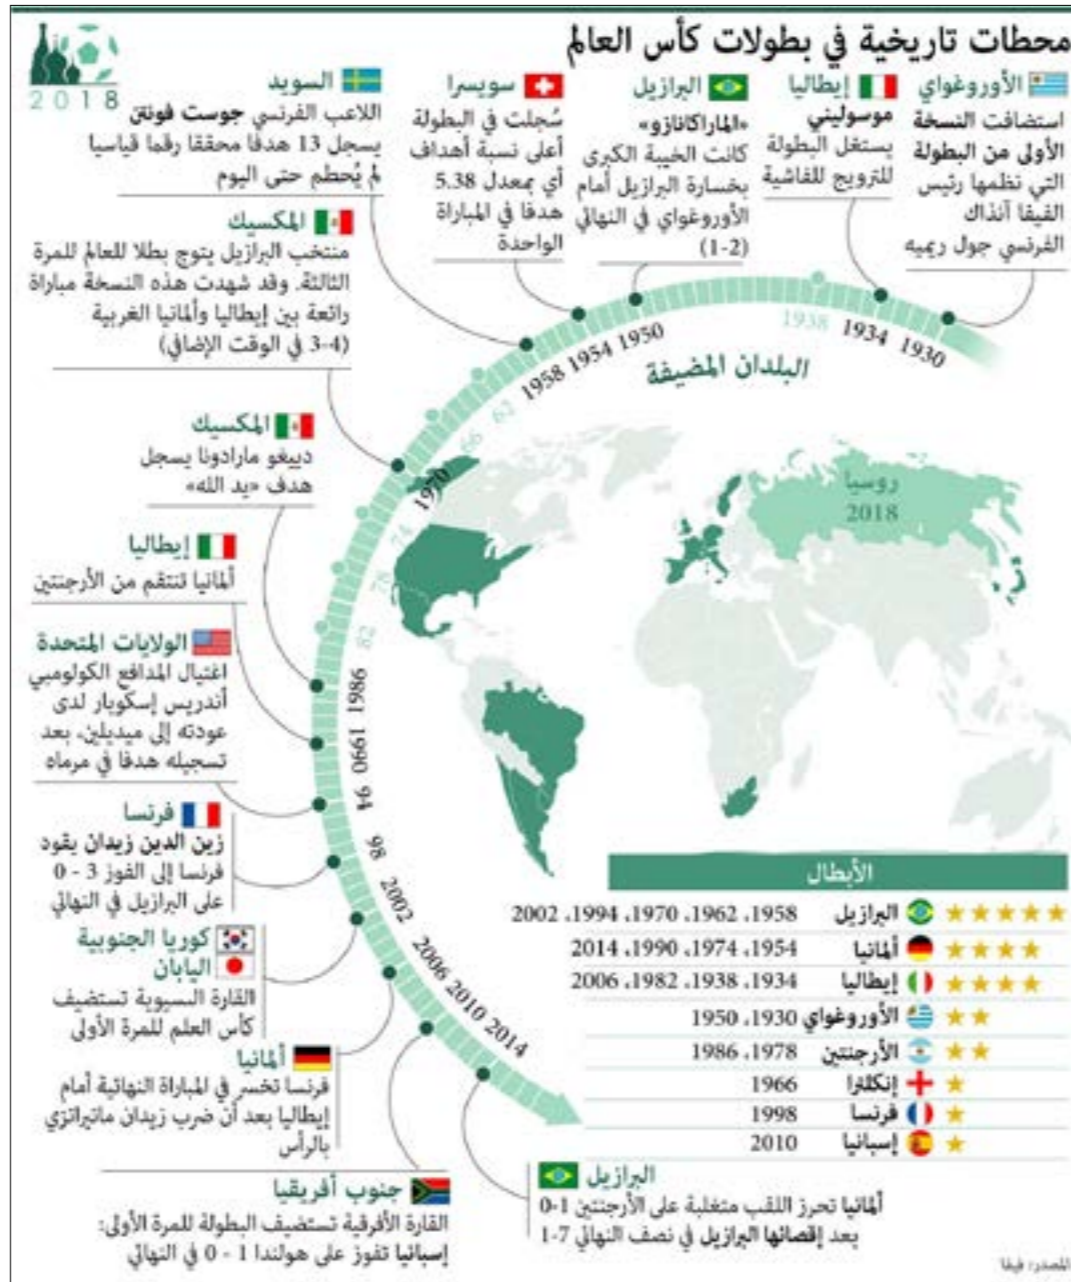 محطات تاريخية في بطولات كأس العالم
2018
الأوروغواي
استضافت النسخة
الأولى من البطولة
التي نظمها رئيس
الفيفا آنذاك
الفرنسي جول ريميه
إيطاليا
موسوليني
يستغل البطولة
للترويج للفاشية
البرازيل
«الماراكانازو»
كانت الخيبة الكبرى
بخسارة البرازيل أمام
الأوروغواي في النهائي
(1-2)
سويسرا
سُجلت في البطولة
أعلى نسبة أهداف
أي بمعدل 5.38
هدفا في المباراة
الواحدة
السويد
اللاعب الفرنسي جوست فونتن
يسجل 13 هدفا محققا رقما قياسيا
لم يُحطم حتى اليوم
المكسيك
منتخب البرازيل يتوج بطلا للعالم للمرة
الثالثة. وقد شهدت هذه النسخة مباراة
رائعة بين إيطاليا وألمانيا الغربية
(3-4 في الوقت الإضافي)
المكسيك
دييغو مارادونا يسجل
هدف «يد الله»
إيطاليا
ألمانيا تنتقم من الأرجنتين
الولايات المتحدة
اغتيال المدافع الكولومبي
أندريس إسكوبار لدى
عودته إلى ميديلين، بعد
تسجيله هدفا في مرماه
فرنسا
زين الدين زيدان يقود
فرنسا إلى الفوز 3 - 0
على البرازيل في النهائي
كوريا الجنوبية
اليابان
القارة السيوية تستضيف
كأس العلم للمرة الأولى
ألمانيا
فرنسا تخسر في المباراة النهائية أمام
إيطاليا بعد أن ضرب زيدان ماتيراتزي
بالرأس
جنوب أفريقيا
القارة الأفرقية تستضيف البطولة للمرة الأولى:
إسبانيا تفوز على هولندا 1 - 0 في النهائي
البرازيل
ألمانيا تحرز اللقب متغلبة على الأرجنتين 1-0
بعد إقصائها البرازيل في نصف النهائي 7-1
1930
1934
1938
1950
1954
1958
62
66
1970
74
78
82
1986
1990
94
98
2002
2006
2010
2014
البلدان المضيفة
روسيا
2018
الأبطال
البرازيل 1958، 1962، 1970، 1994، 2002
ألمانيا 1954، 1974، 1990، 2014
إيطاليا 1934، 1938، 1982، 2006
الأوروغواي 1930، 1950
الأرجنتين 1978، 1986
إنكلترا 1966
فرنسا 1998
إسبانيا 2010
المصدر: فيفا